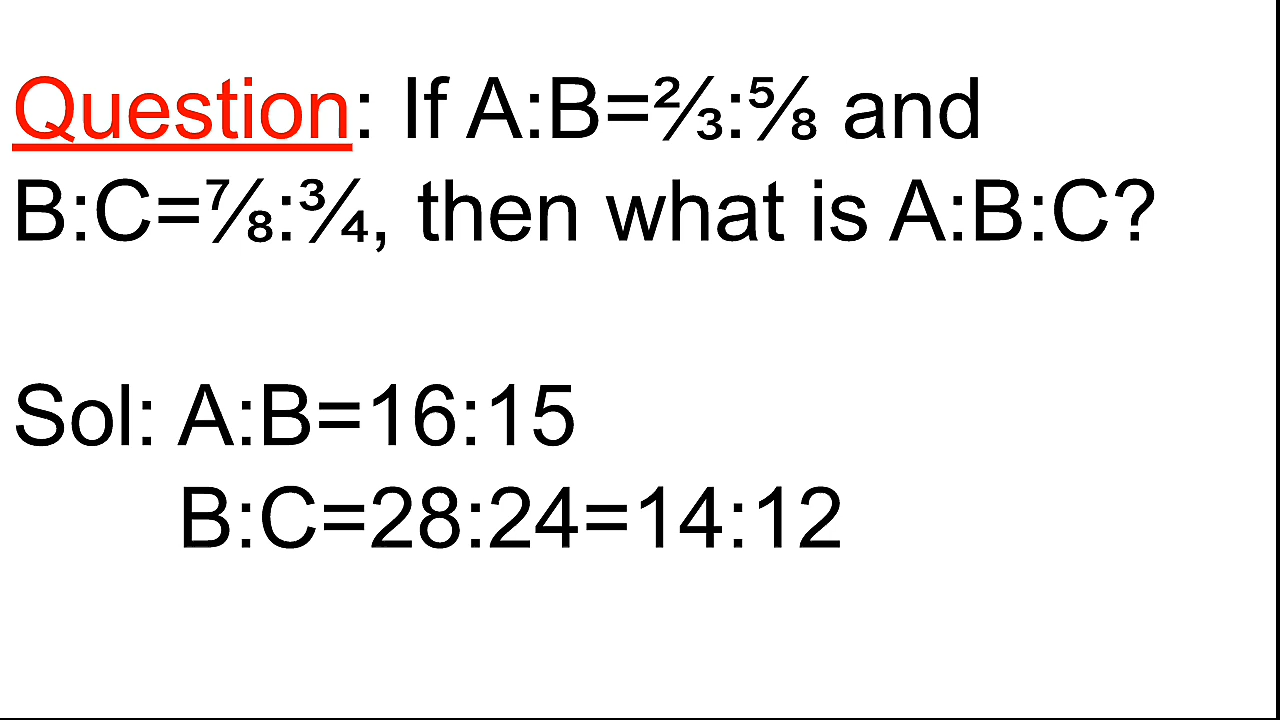 Question: If A:B=⅔:⅝ and
B:C=⅞:¾, then what is A:B:C?
Sol: A:B=16:15
B:C=28:24=14:12